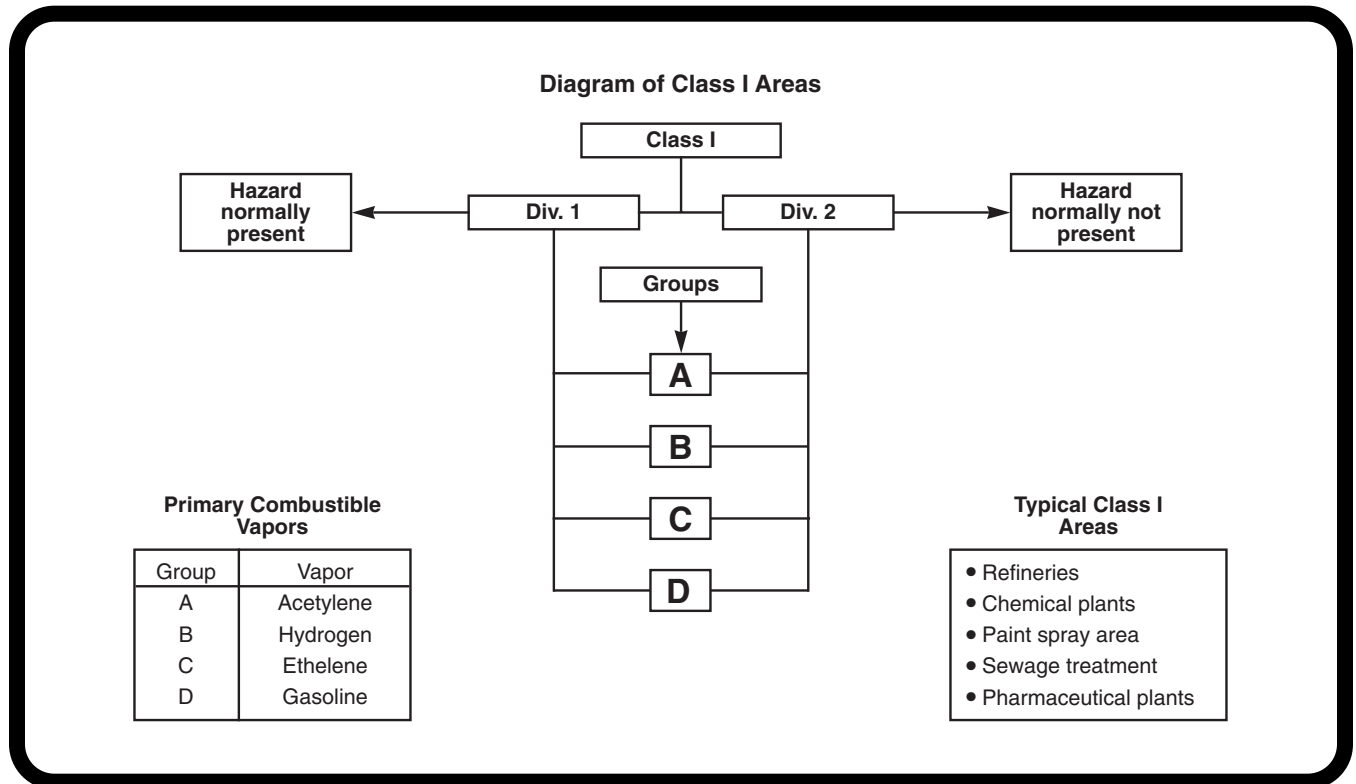 Diagram of Class I Areas
Class I
Hazard
normally
present
Div. 1
Div. 2
Hazard
normally not
present
Groups
A
B
C
D
Primary Combustible
Vapors
Group Vapor
A Acetylene
B Hydrogen
C Ethelene
D Gasoline
Typical Class I
Areas
• Refineries
• Chemical plants
• Paint spray area
• Sewage treatment
• Pharmaceutical plants